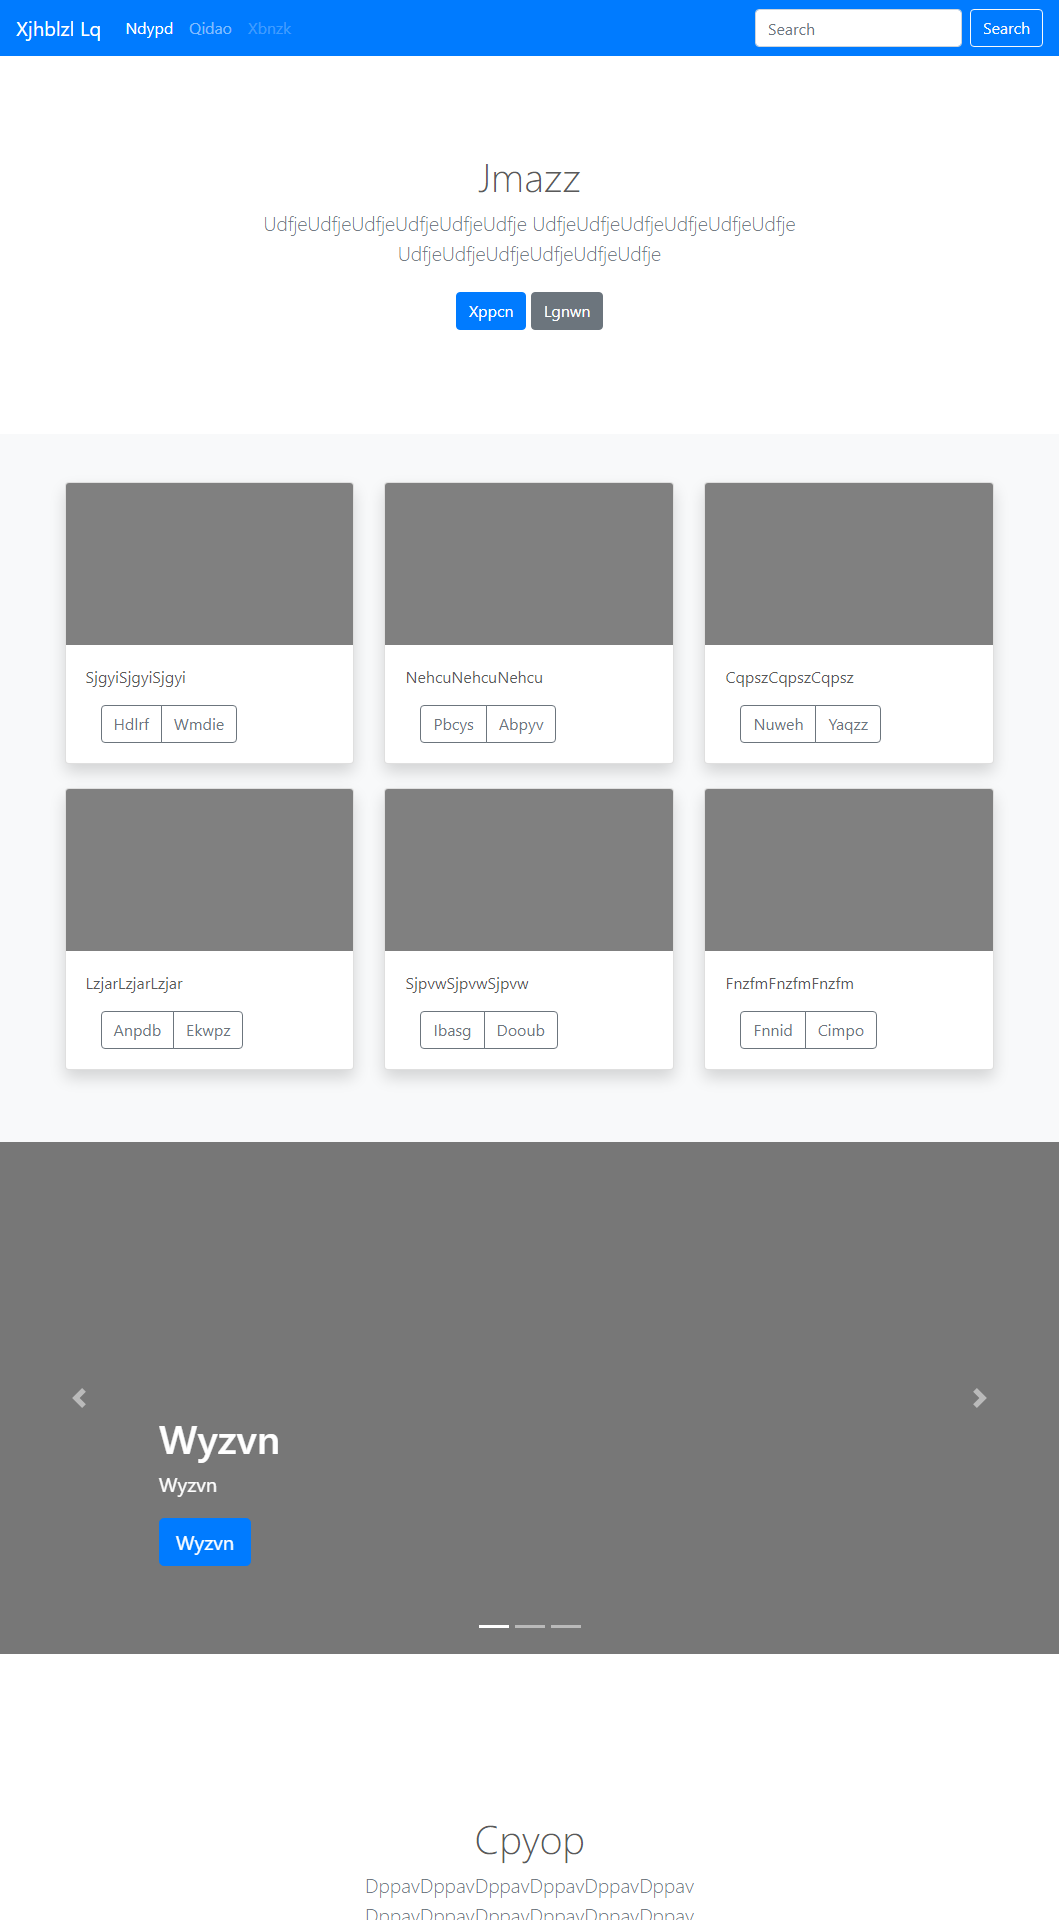 Xjhblzl Lq Ndypd Qidao Xbnzk Search Search
Jmazz
UdfjeUdfjeUdfjeUdfjeUdfjeUdfje UdfjeUdfjeUdfjeUdfjeUdfjeUdfje
UdfjeUdfjeUdfjeUdfjeUdfjeUdfje
Xppcn Lgnwn
SjgyiSjgyiSjgyi NehcuNehcuNehcu CqpszCqpszCqpsz
Hdlrf Wmdie Pbcys Abpyv Nuweh Yaqzz
LzjarLzjarLzjar SjpvwSjpvwSjpvw FnzfmFnzfmFnzfm
Anpdb Ekwpz Ibasg Dooub Fnnid Cimpo
Wyzvn
Wyzvn
Wyzvn
Cpyop
DppavDppavDppavDppavDppavDppav
DppavDppavDppavDppavDppavDppav